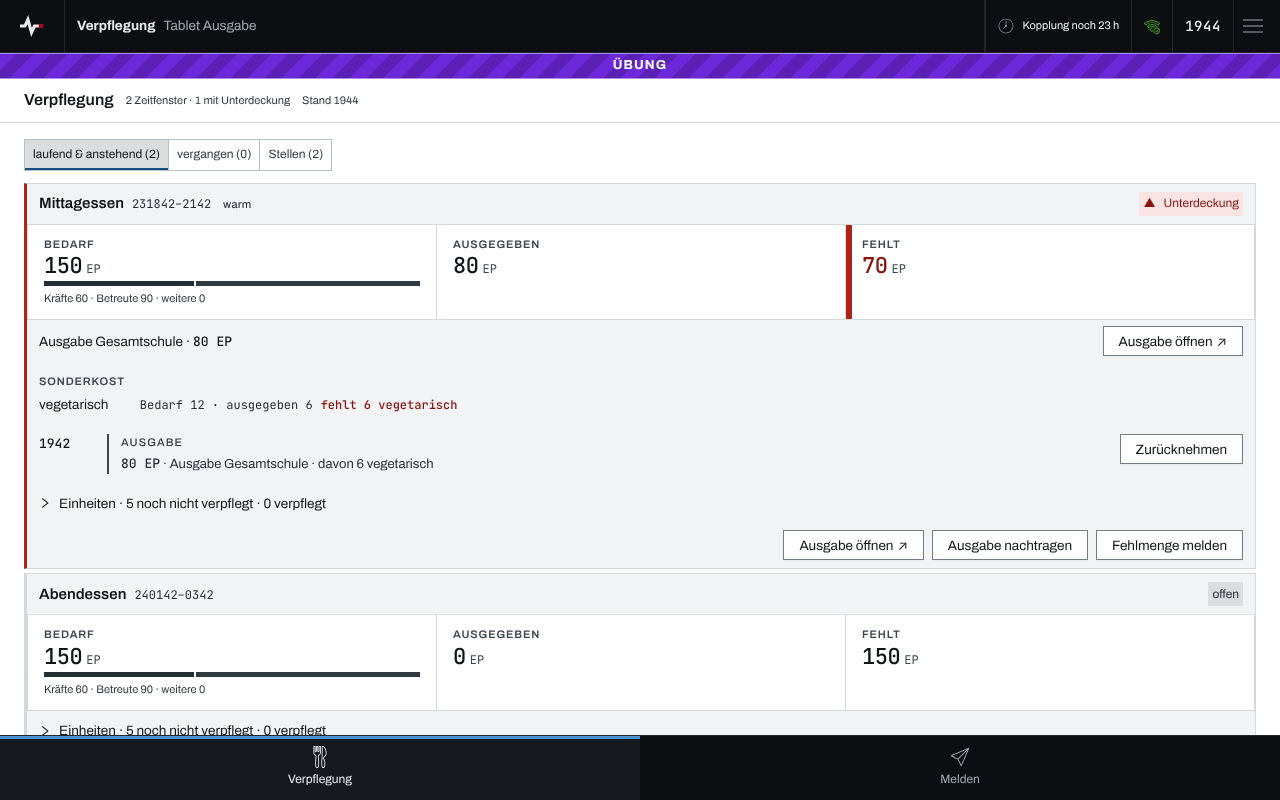 Verpflegung Tablet Ausgabe
Kopplung noch 23 h
1944
ÜBUNG
Verpflegung 2 Zeitfenster · 1 mit Unterdeckung Stand 1944
laufend & anstehend (2) vergangen (0) Stellen (2)
Mittagessen 231842–2142 warm
Unterdeckung
BEDARF
150 EP
Kräfte 60 · Betreute 90 · weitere 0
AUSGEGEBEN
80 EP
FEHLT
70 EP
Ausgabe Gesamtschule · 80 EP
Ausgabe öffnen ↗
SONDERKOST
vegetarisch Bedarf 12 · ausgegeben 6 fehlt 6 vegetarisch
1942
AUSGABE
80 EP · Ausgabe Gesamtschule · davon 6 vegetarisch
Zurücknehmen
Einheiten · 5 noch nicht verpflegt · 0 verpflegt
Ausgabe öffnen ↗ Ausgabe nachtragen Fehlmenge melden
Abendessen 240142–0342
offen
BEDARF
150 EP
Kräfte 60 · Betreute 90 · weitere 0
AUSGEGEBEN
0 EP
FEHLT
150 EP
Einheiten · 5 noch nicht verpflegt · 0 verpflegt
Verpflegung
Melden